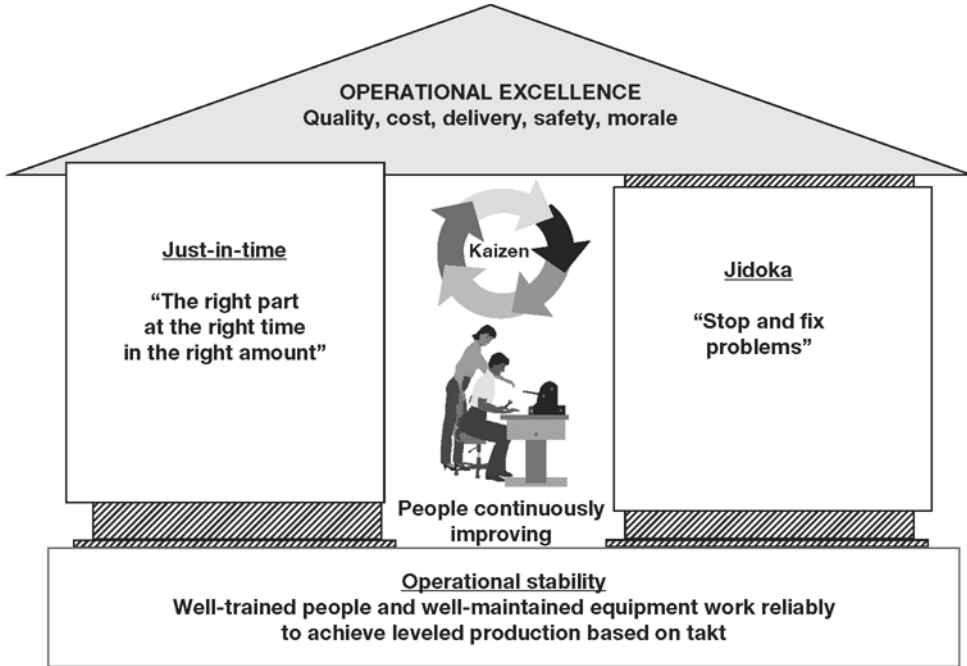 OPERATIONAL EXCELLENCE
Quality, cost, delivery, safety, morale
Just-in-time
“The right part
at the right time
in the right amount”
Kaizen
People continuously
improving
Jidoka
“Stop and fix
problems”
Operational stability
Well-trained people and well-maintained equipment work reliably
to achieve leveled production based on takt